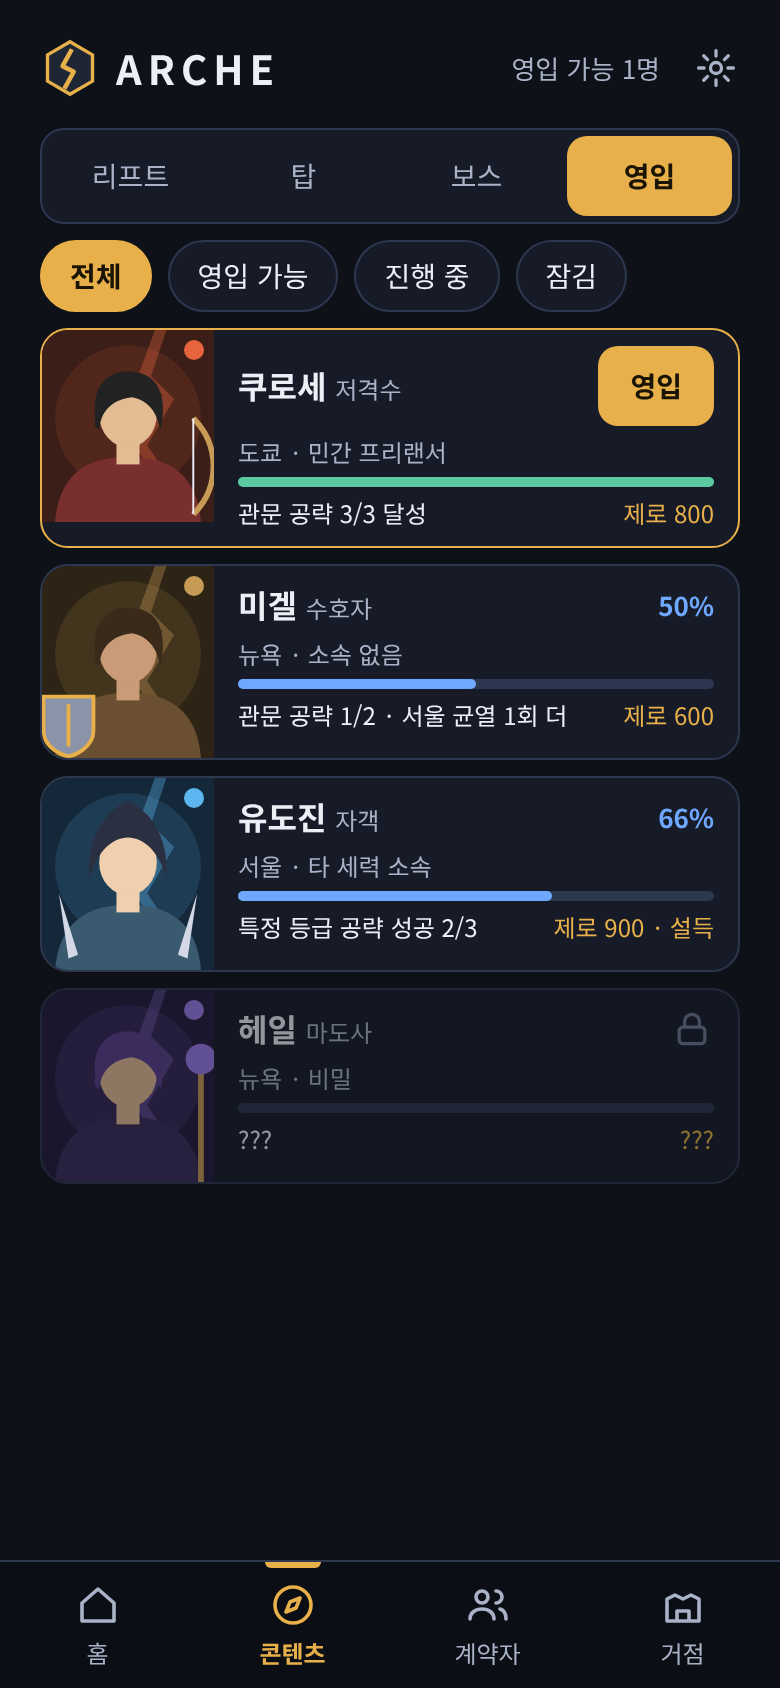 ARCHE
영입 가능 1명
리프트 탑 보스 영입
전체 영입 가능 진행 중 잠김
쿠로세 저격수 영입
도쿄 · 민간 프리랜서
관문 공략 3/3 달성 제로 800
미겔 수호자 50%
뉴욕 · 소속 없음
관문 공략 1/2 · 서울 균열 1회 더 제로 600
유도진 자객 66%
서울 · 타 세력 소속
특정 등급 공략 성공 2/3 제로 900 · 설득
헤일 마도사
뉴욕 · 비밀
??? ???
홈 콘텐츠 계약자 거점